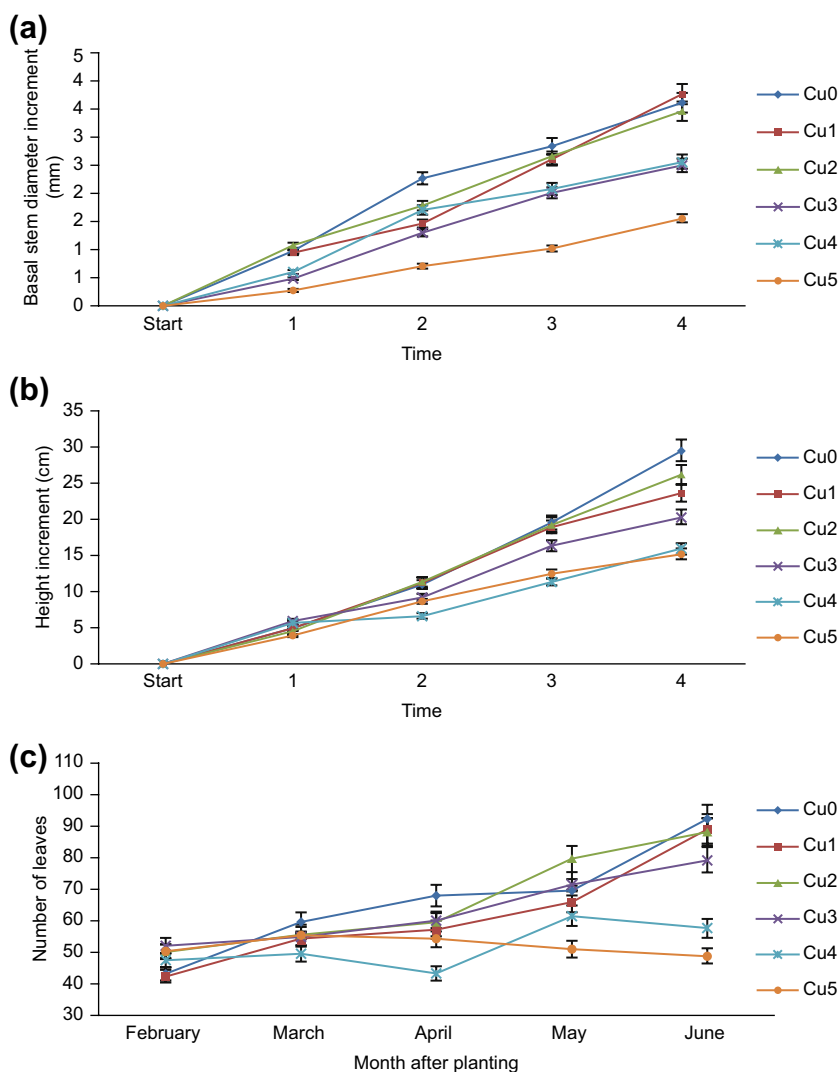 (a)
Basal stem diameter increment
(mm)
5
4
4
3
3
2
2
1
1
0
Start 1 2 3 4
Time
Cu0
Cu1
Cu2
Cu3
Cu4
Cu5
(b)
Height increment (cm)
35
30
25
20
15
10
5
0
Start 1 2 3 4
Time
Cu0
Cu1
Cu2
Cu3
Cu4
Cu5
(c)
Number of leaves
110
100
90
80
70
60
50
40
30
February March April May June
Month after planting
Cu0
Cu1
Cu2
Cu3
Cu4
Cu5